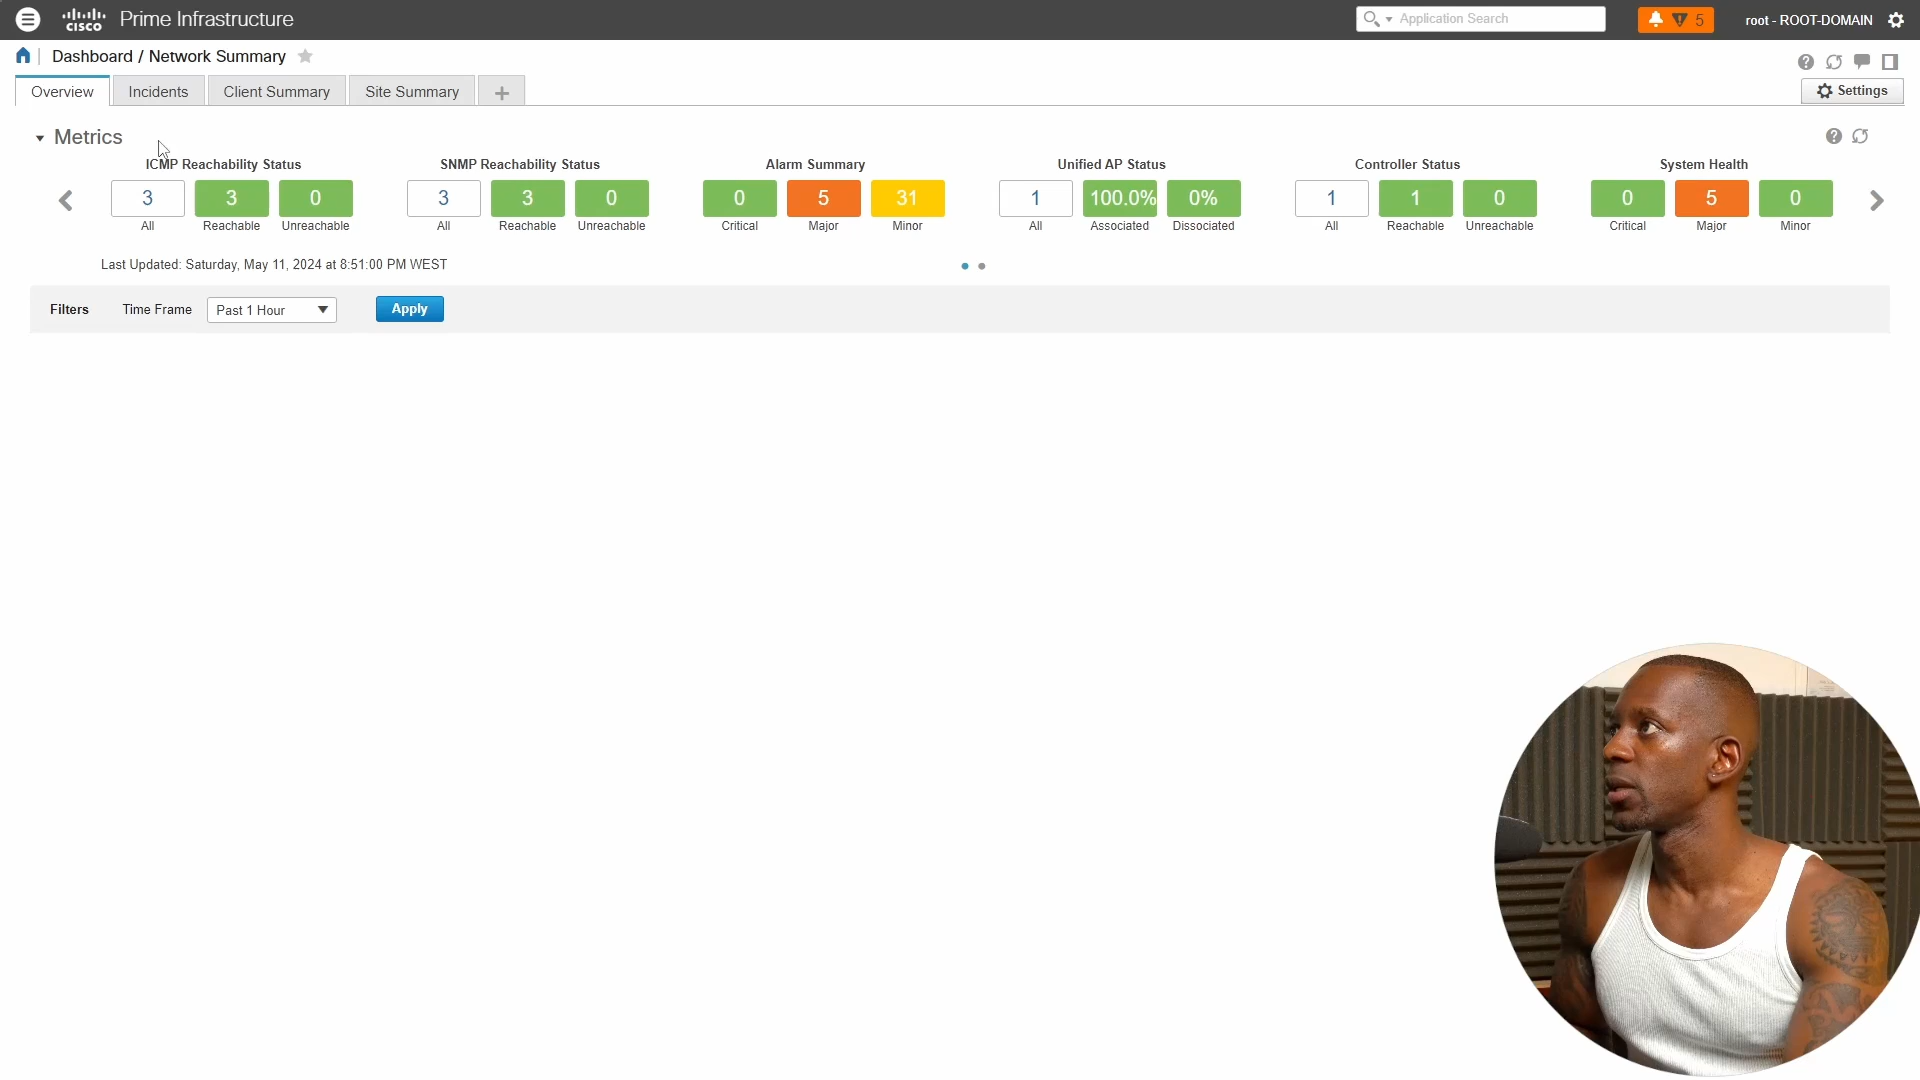 cisco Prime Infrastructure
Application Search
5
root - ROOT-DOMAIN
Dashboard / Network Summary
Overview
Incidents
Client Summary
Site Summary
Settings
Metrics
ICMP Reachability Status
3 3 0
All Reachable Unreachable
SNMP Reachability Status
3 3 0
All Reachable Unreachable
Alarm Summary
0 5 31
Critical Major Minor
Unified AP Status
1 100.0% 0%
All Associated Dissociated
Controller Status
1 1 0
All Reachable Unreachable
System Health
0 5 0
Critical Major Minor
Last Updated: Saturday, May 11, 2024 at 8:51:00 PM WEST
Filters Time Frame Past 1 Hour Apply